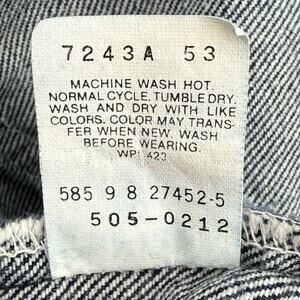 7243A 53
MACHINE WASH HOT.
NORMAL CYCLE. TUMBLE DRY.
WASH AND DRY WITH LIKE
COLORS. COLOR MAY TRANS-
FER WHEN NEW. WASH
BEFORE WEARING.
423
585 9 8 27452-5
505-0212